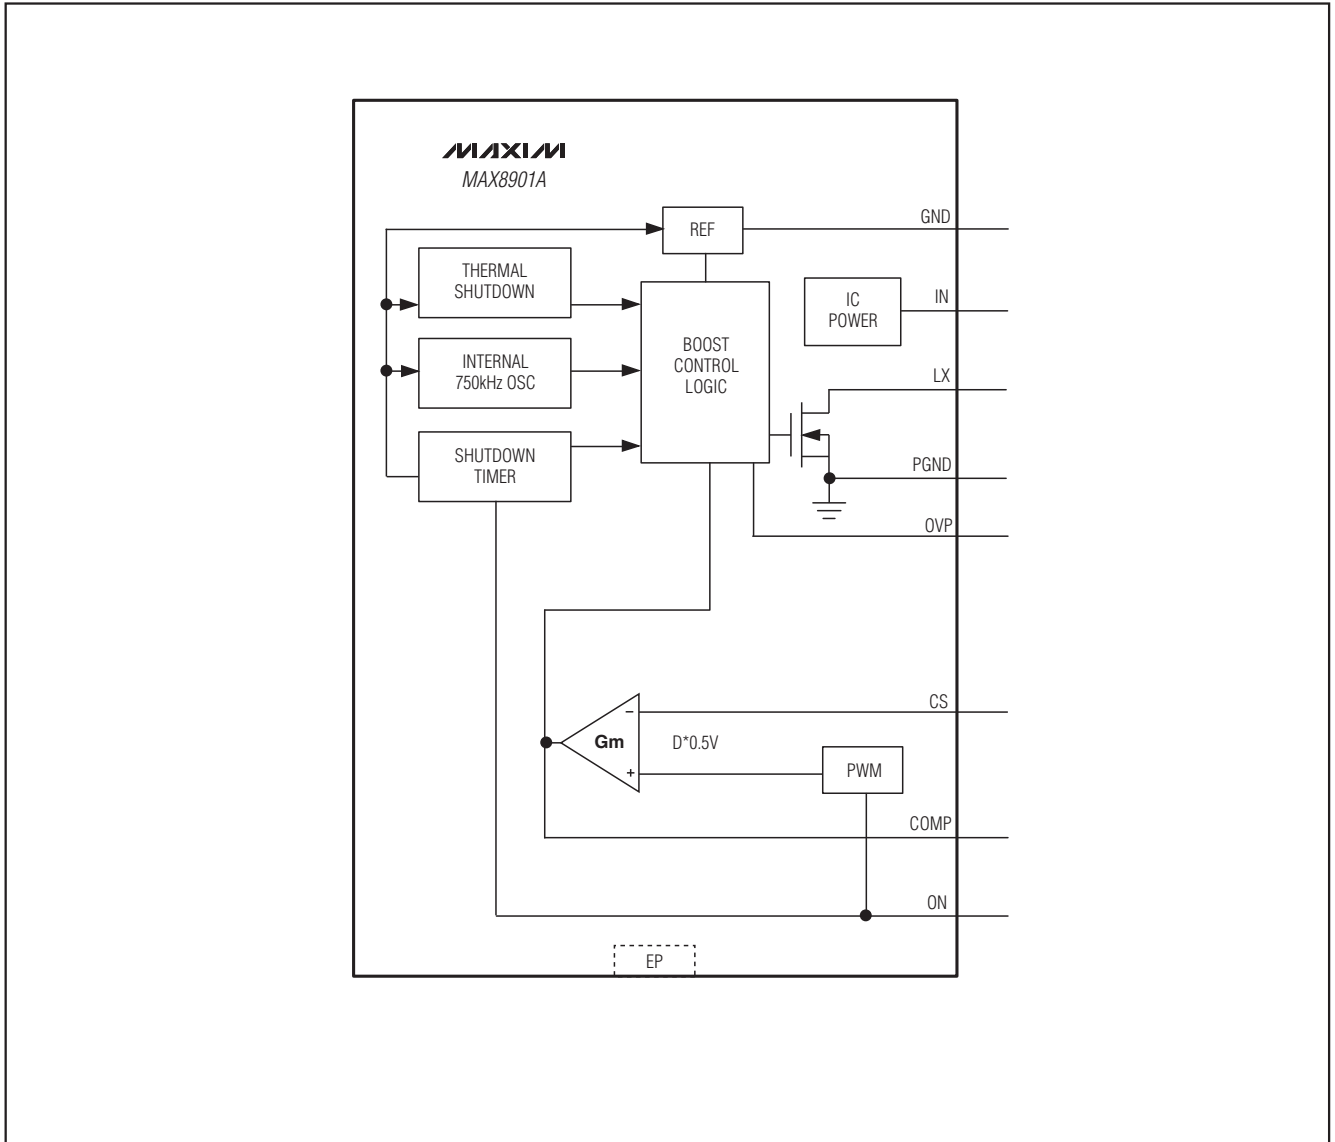 MAXIM
MAX8901A
REF
GND
THERMAL
SHUTDOWN
IC
POWER
IN
INTERNAL
750kHz OSC
BOOST
CONTROL
LOGIC
LX
SHUTDOWN
TIMER
PGND
OVP
CS
−
Gm
D*0.5V
+
PWM
COMP
ON
EP